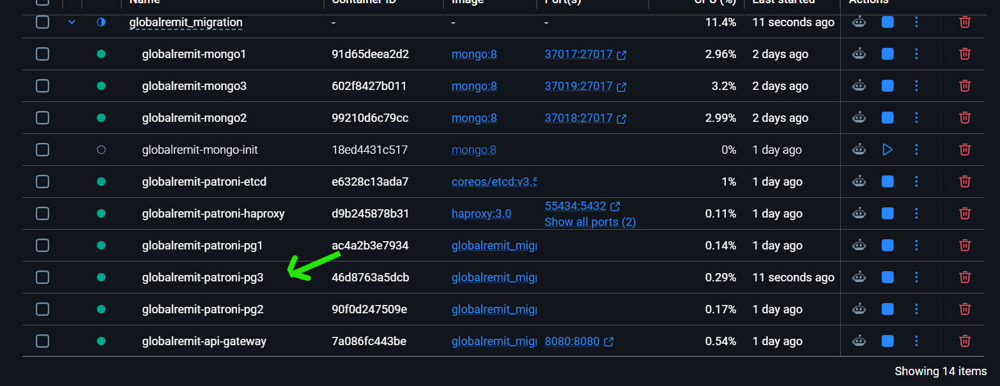 Name Container ID Image Port(s) CPU (%) Last started Actions
globalremit_migration - - - 11.4% 11 seconds ago
globalremit-mongo1 91d65deea2d2 mongo:8 37017:27017 2.96% 2 days ago
globalremit-mongo3 602f8427b011 mongo:8 37019:27017 3.2% 2 days ago
globalremit-mongo2 99210d6c79cc mongo:8 37018:27017 2.99% 2 days ago
globalremit-mongo-init 18ed4431c517 mongo:8 0% 1 day ago
globalremit-patroni-etcd e6328c13ada7 coreos/etcd:v3.5 1% 1 day ago
globalremit-patroni-haproxy d9b245878b31 haproxy:3.0 55434:5432 0.11% 1 day ago
Show all ports (2)
globalremit-patroni-pg1 ac4a2b3e7934 globalremit_migr 0.14% 1 day ago
globalremit-patroni-pg3 46d8763a5dcb globalremit_migr 0.29% 11 seconds ago
globalremit-patroni-pg2 90f0d247509e globalremit_migr 0.17% 1 day ago
globalremit-api-gateway 7a086fc443be globalremit_migr 8080:8080 0.54% 1 day ago
Showing 14 items